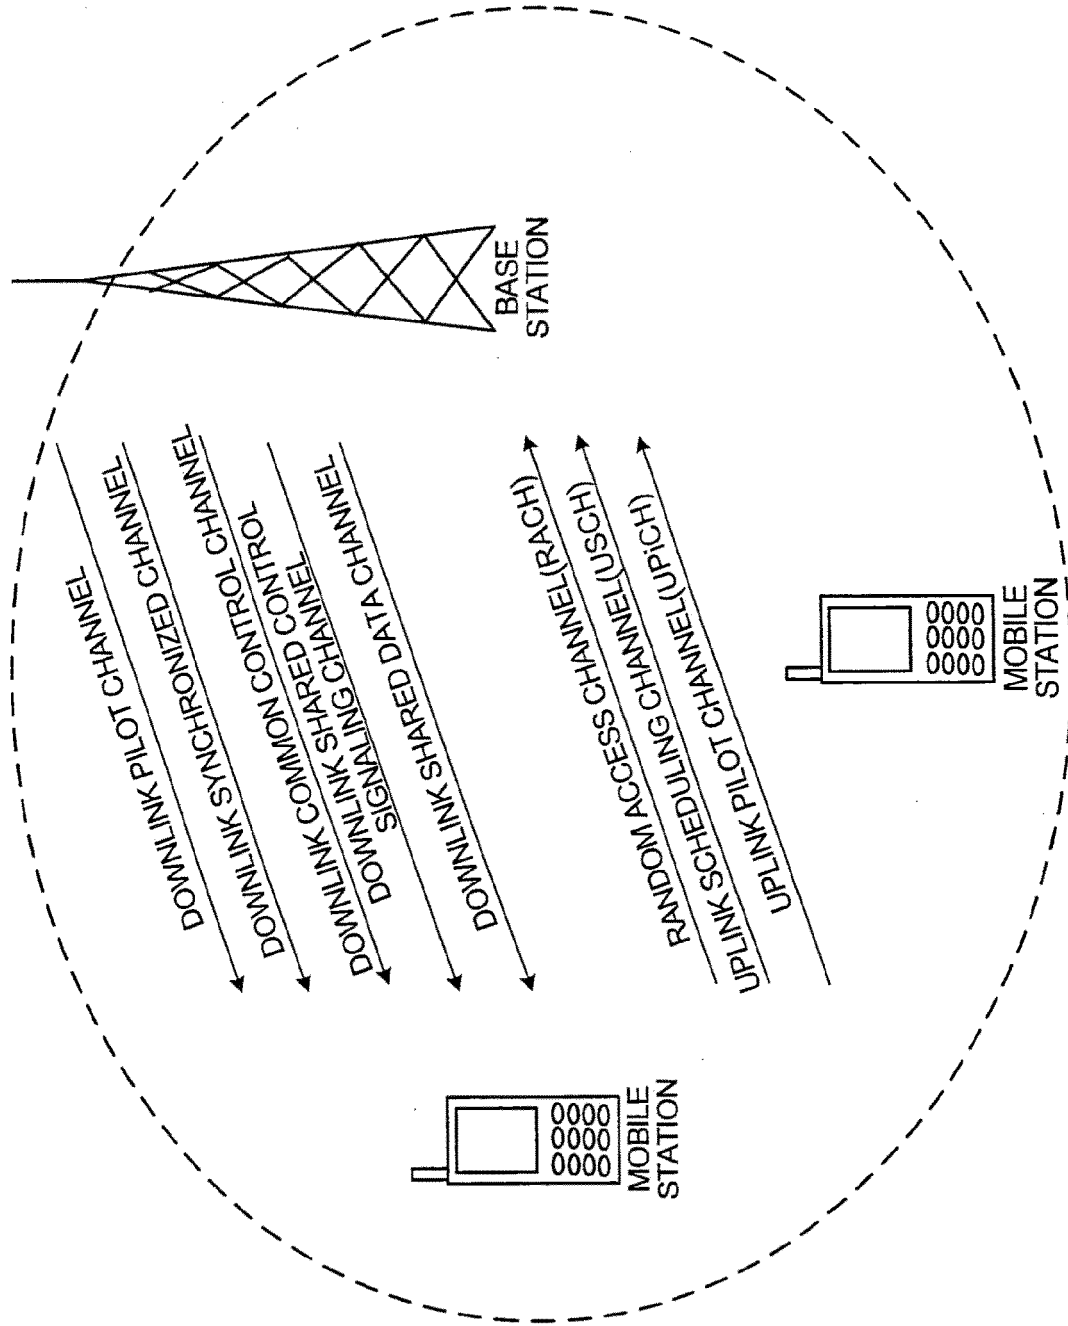 DOWNLINK PILOT CHANNEL
DOWNLINK SYNCHRONIZED CHANNEL
DOWNLINK COMMON CONTROL CHANNEL
DOWNLINK SHARED CONTROL
SIGNALING CHANNEL
DOWNLINK SHARED DATA CHANNEL
BASE
STATION
RANDOM ACCESS CHANNEL(RACH)
UPLINK SCHEDULING CHANNEL(USCH)
UPLINK PILOT CHANNEL(UPiCH)
MOBILE
STATION
MOBILE
STATION